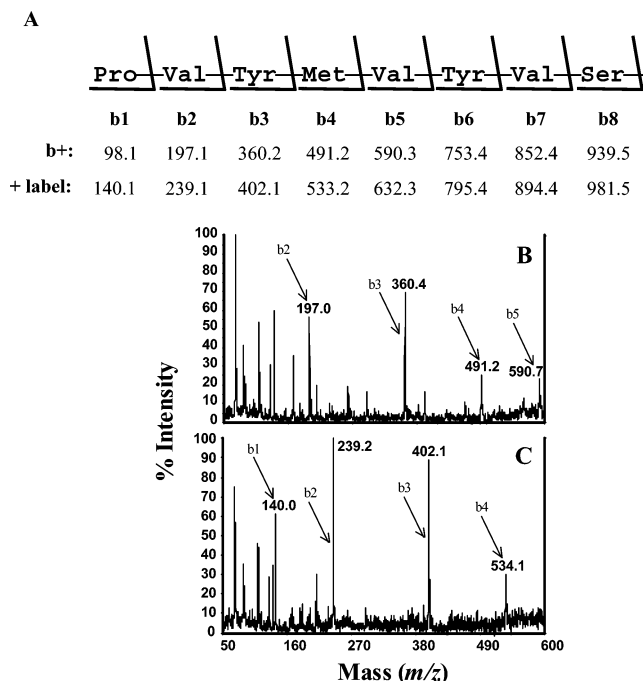 A
Pro Val Tyr Met Val Tyr Val Ser
b1 b2 b3 b4 b5 b6 b7 b8
b+: 98.1 197.1 360.2 491.2 590.3 753.4 852.4 939.5
+ label: 140.1 239.1 402.1 533.2 632.3 795.4 894.4 981.5
% Intensity
B
100
90
80
70
60
50
40
30
20
10
0
b2
197.0
b3
360.4
b4
491.2
b5
590.7
C
100
90
80
70
60
50
40
30
20
10
0
b1
140.0
b2
239.2
b3
402.1
b4
534.1
50 160 270 380 490 600
Mass (m/z)